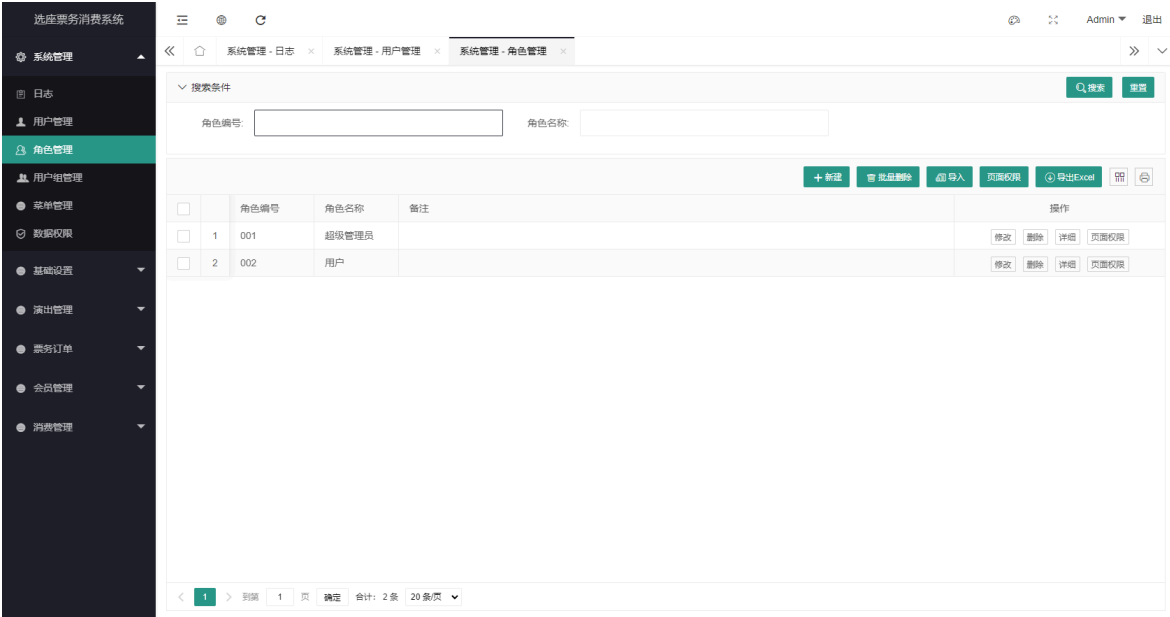 选座票务消费系统
Admin 退出
系统管理
系统管理 - 日志 × 系统管理 - 用户管理 × 系统管理 - 角色管理 ×
搜索条件 搜索 重置
日志
角色编号: 角色名称:
用户管理
角色管理
用户组管理
+ 新建 批量删除 导入 页面权限 导出Excel
菜单管理
角色编号 角色名称 备注 操作
数据权限
1 001 超级管理员 修改 删除 详细 页面权限
2 002 用户 修改 删除 详细 页面权限
基础设置
演出管理
票务订单
会员管理
消费管理
1 到第 1 页 确定 合计: 2 条 20 条/页